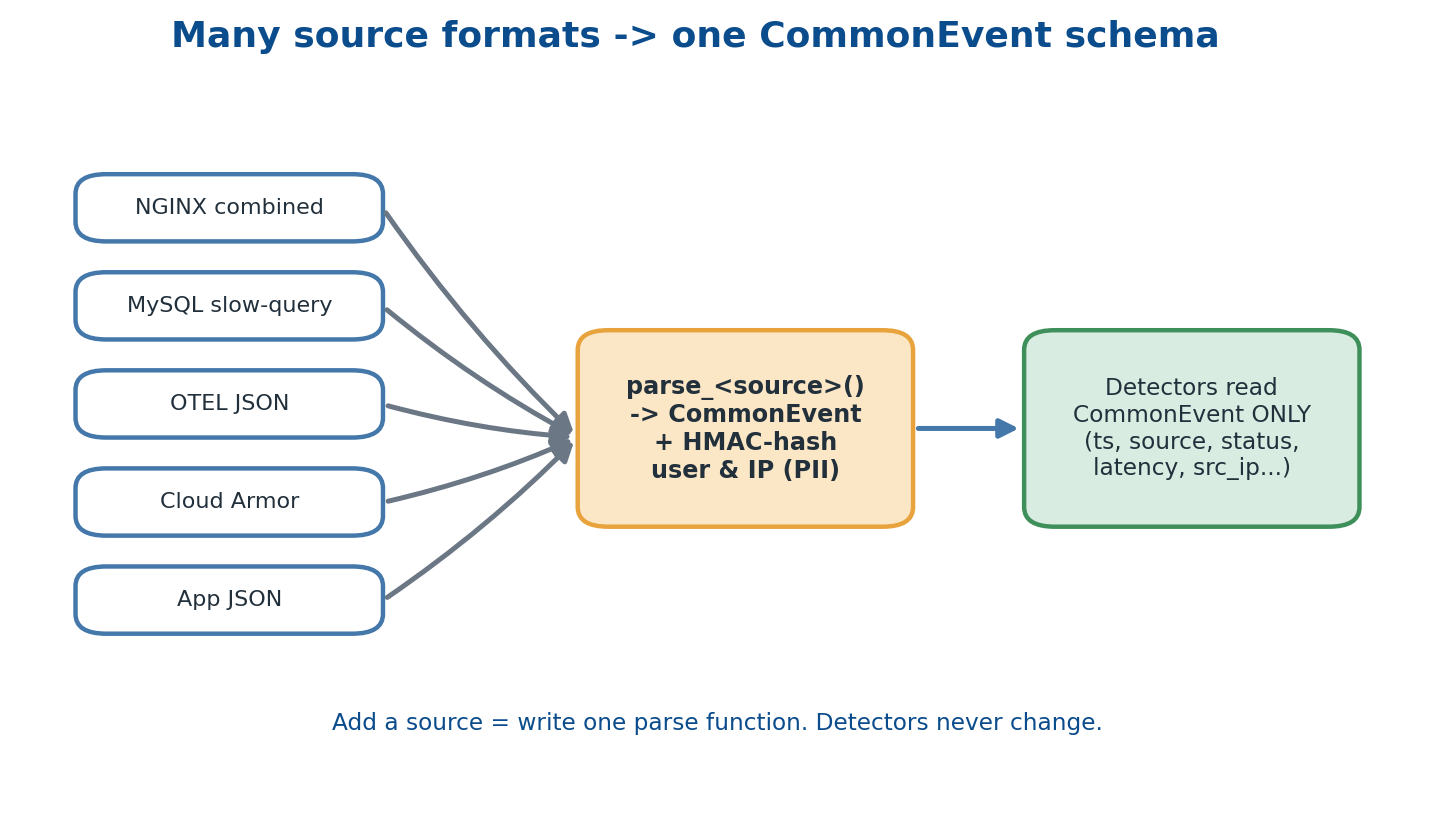 Many source formats -> one CommonEvent schema
NGINX combined
MySQL slow-query
OTEL JSON
Cloud Armor
App JSON
parse_<source>()
-> CommonEvent
+ HMAC-hash
user & IP (PII)
Detectors read
CommonEvent ONLY
(ts, source, status,
latency, src_ip...)
Add a source = write one parse function. Detectors never change.